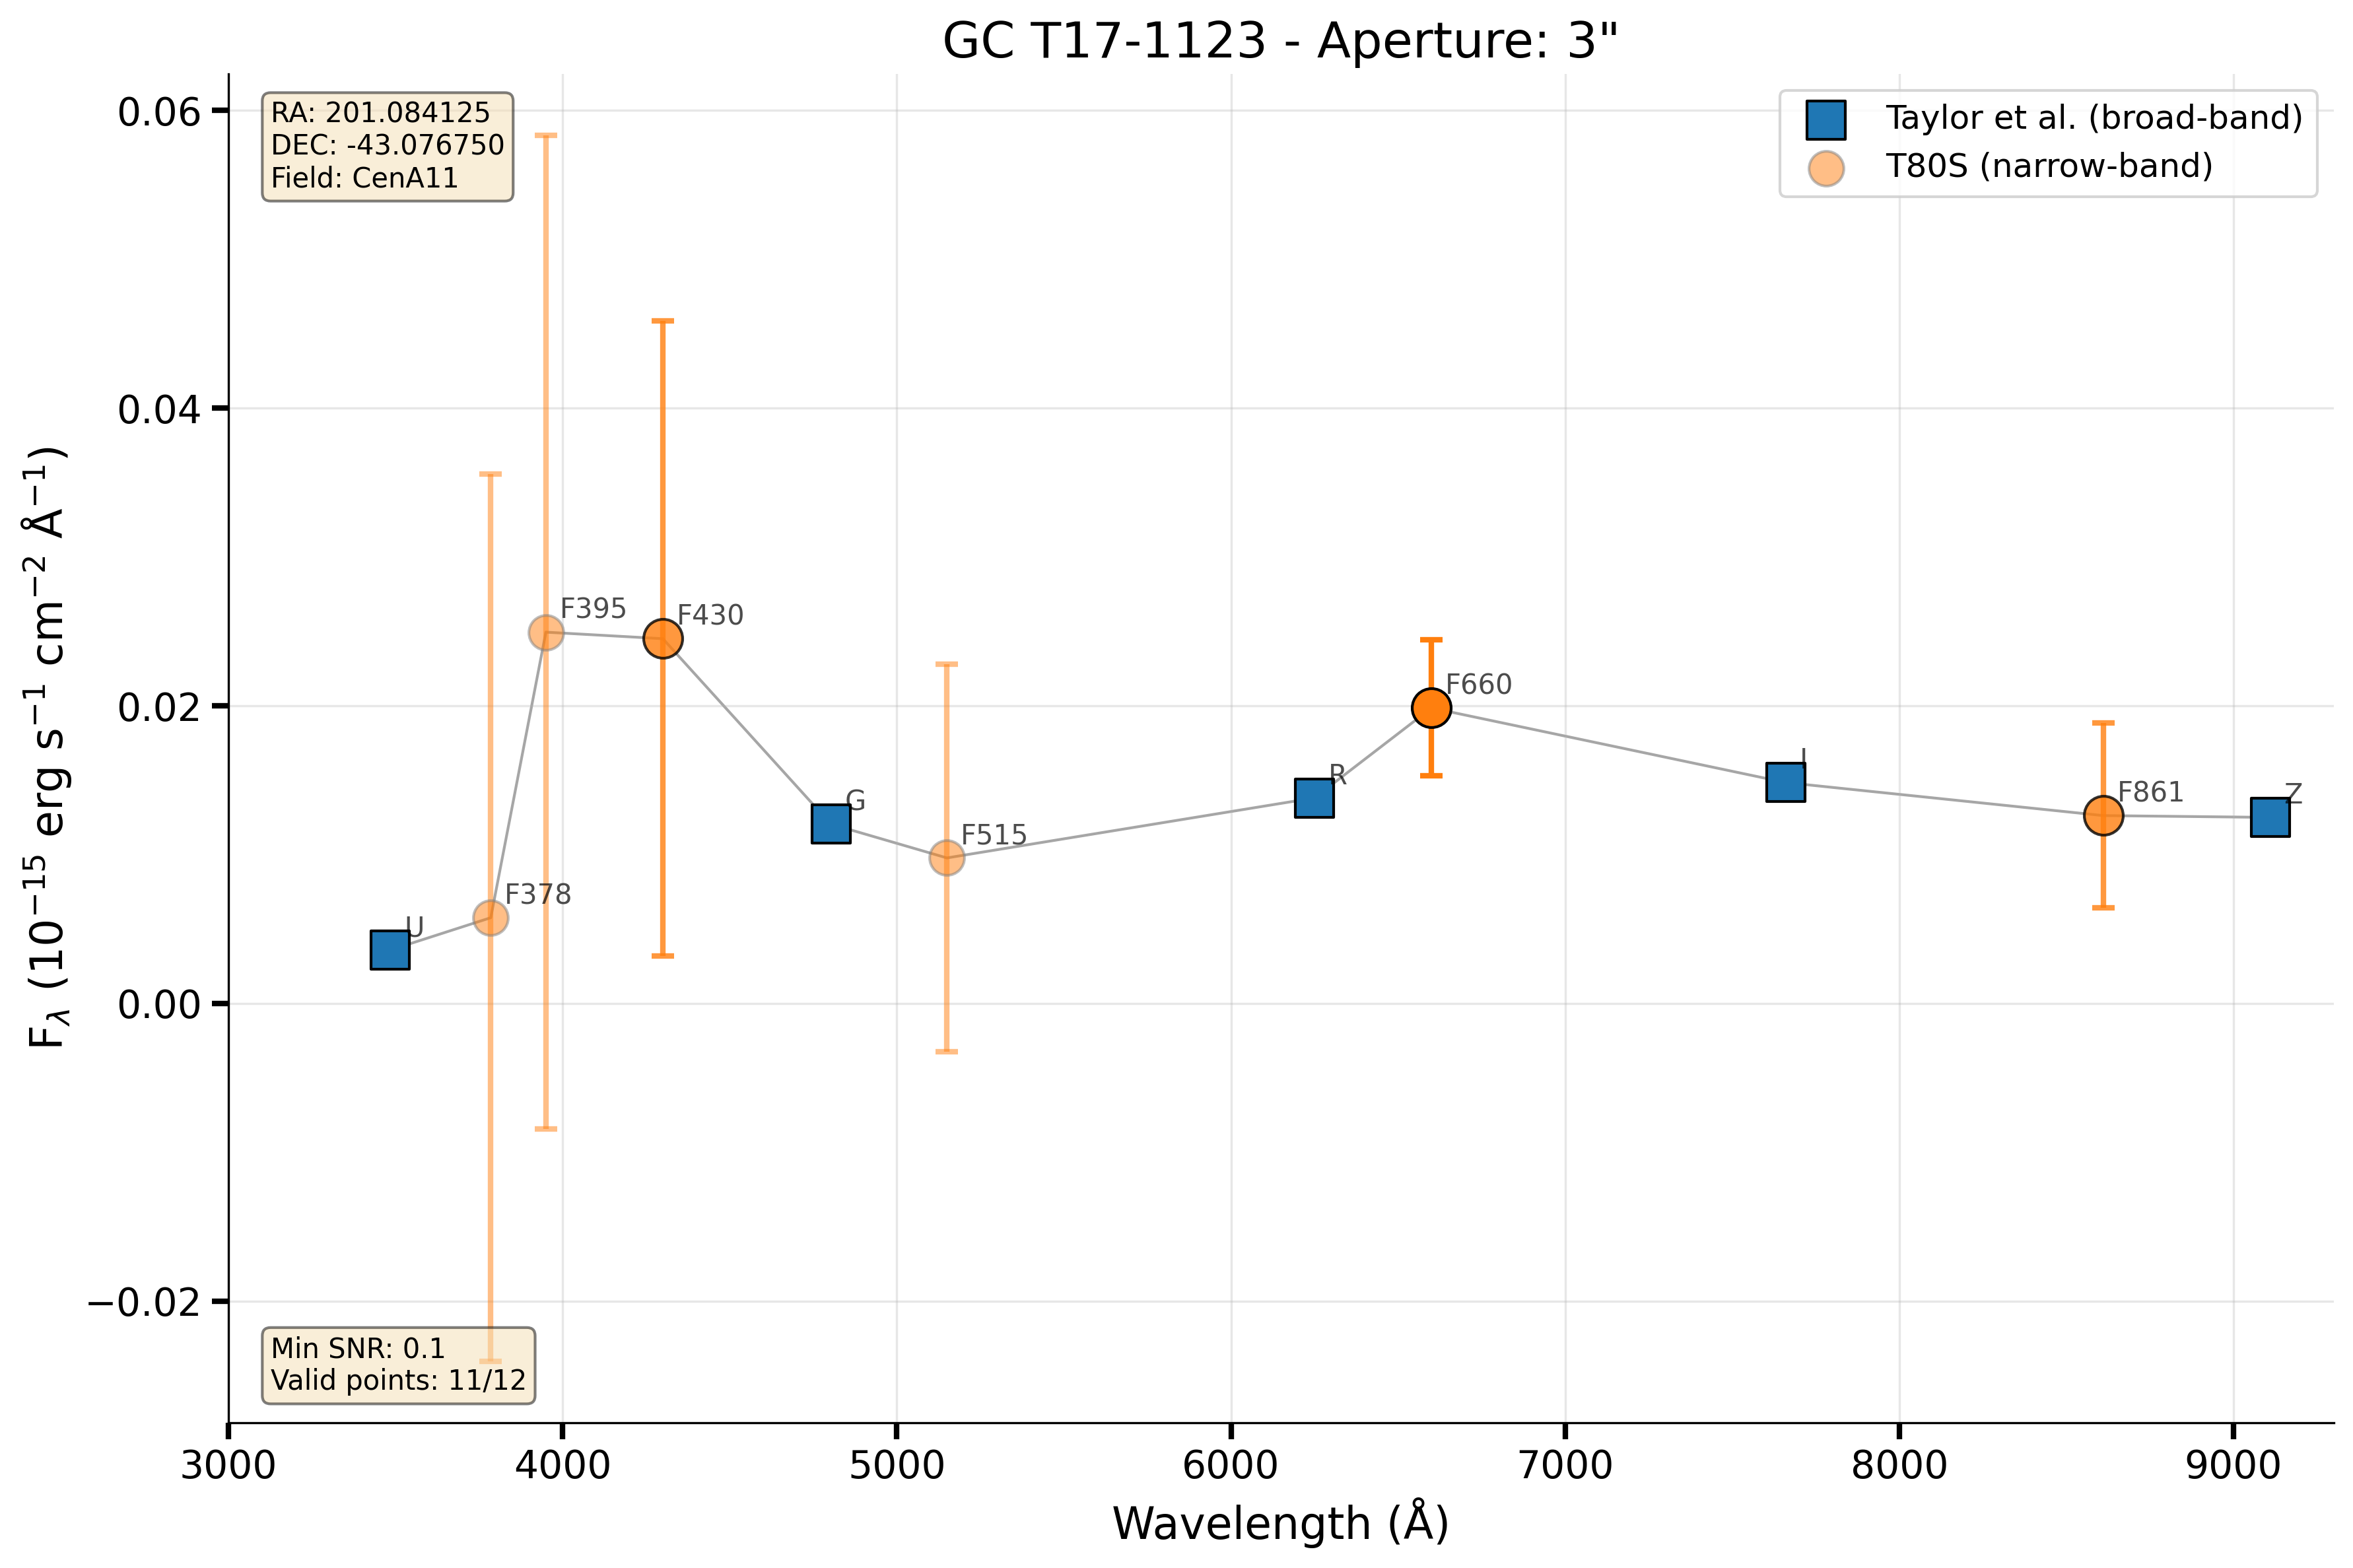 GC T17-1123 - Aperture: 3"
RA: 201.084125
DEC: -43.076750
Field: CenA11
Taylor et al. (broad-band)
T80S (narrow-band)
0.06
0.04
0.02
0.00
−0.02
F_λ (10⁻¹⁵ erg s⁻¹ cm⁻² Å⁻¹)
U
F378
F395
F430
G
F515
R
F660
I
F861
Z
Min SNR: 0.1
Valid points: 11/12
3000
4000
5000
6000
7000
8000
9000
Wavelength (Å)